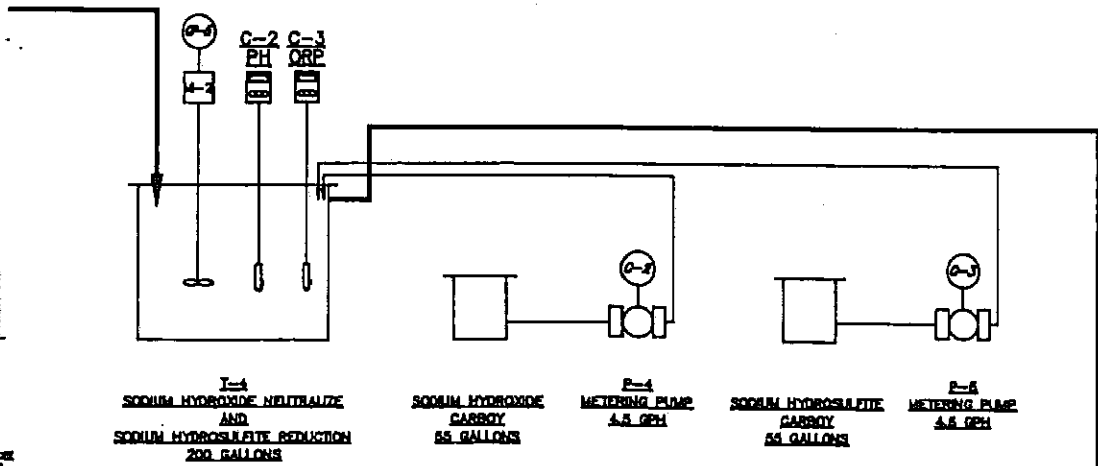 C-2 C-3
PH ORP
T-4
SODIUM HYDROXIDE NEUTRALIZE
AND
SODIUM HYDROSULFITE REDUCTION
200 GALLONS
SODIUM HYDROXIDE
CARBOY
55 GALLONS
P-4
METERING PUMP
4.5 GPH
SODIUM HYDROSULFITE
CARBOY
55 GALLONS
METERING PUMP
4.5 GPH